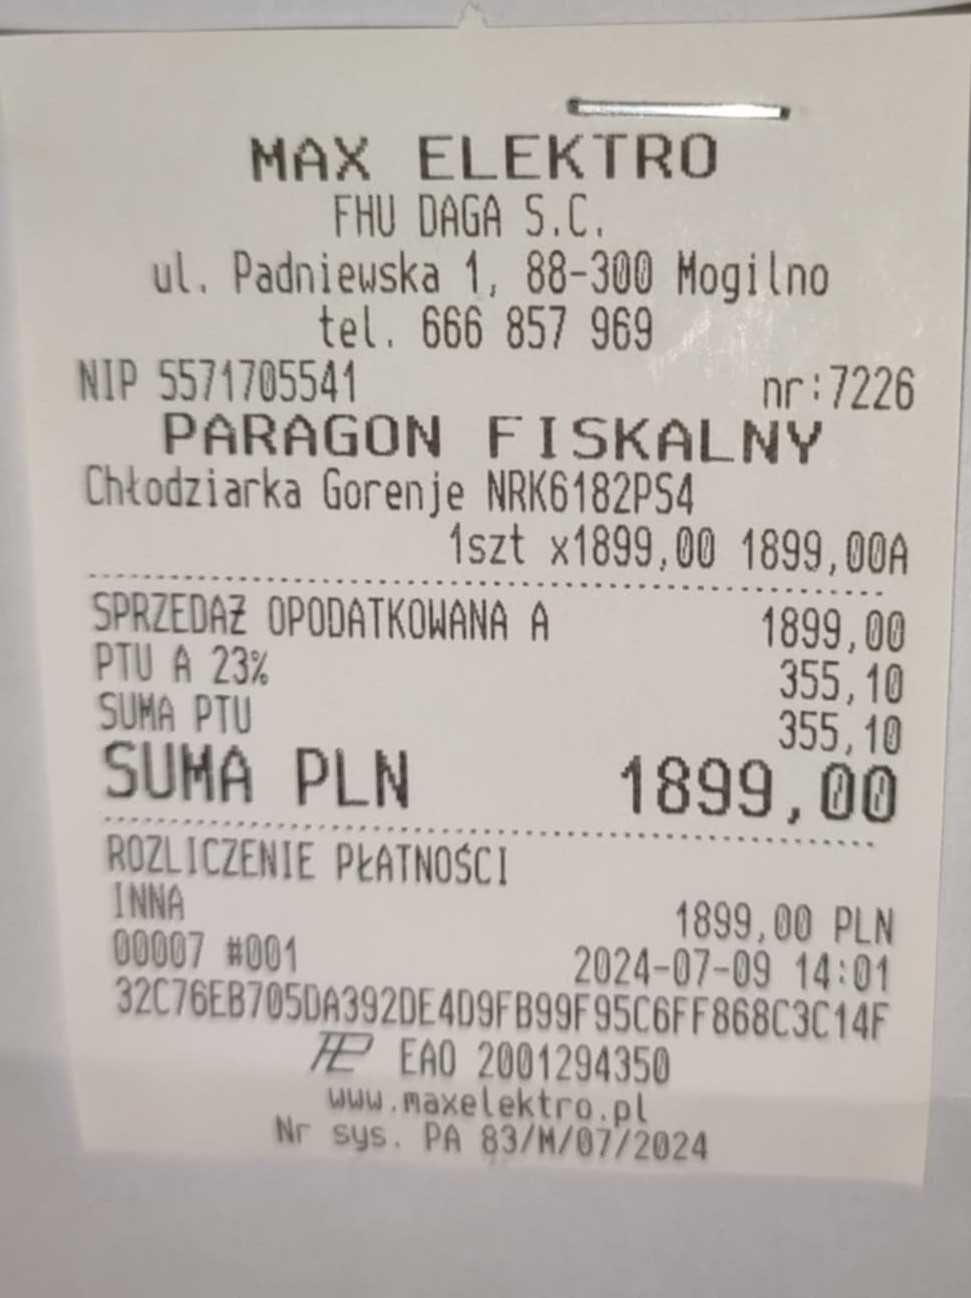 MAX ELEKTRO
FHU DAGA S.C.
ul. Padniewska 1, 88-300 Mogilno
tel. 666 857 969
NIP 5571705541 nr:7226
PARAGON FISKALNY
Chłodziarka Gorenje NRK6182PS4
1szt x1899,00 1899,00A
SPRZEDAŻ OPODATKOWANA A 1899,00
PTU A 23% 355,10
SUMA PTU 355,10
SUMA PLN 1899,00
ROZLICZENIE PŁATNOŚCI
INNA 1899,00 PLN
00007 #001 2024-07-09 14:01
32C76EB705DA392DE4D9FB99F95C6FF868C3C14F
EAO 2001294350
www.maxelektro.pl
Nr sys. PA 83/M/07/2024